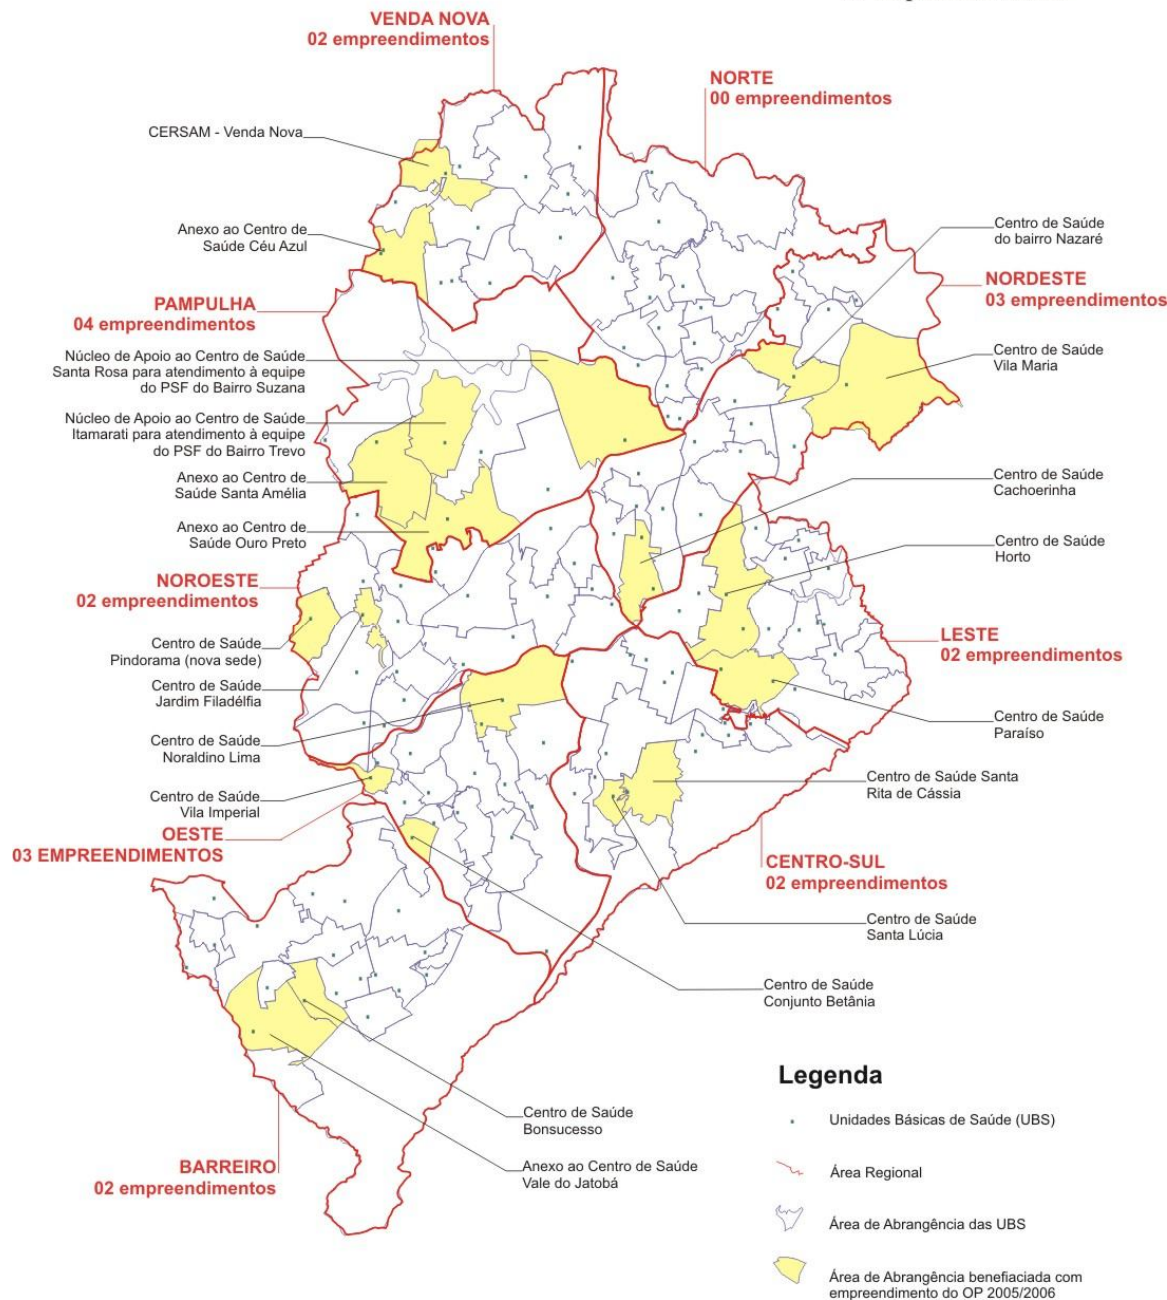 VENDA NOVA
02 empreendimentos
NORTE
00 empreendimentos
CERSAM - Venda Nova
Anexo ao Centro de
Saúde Céu Azul
Centro de Saúde
do bairro Nazaré
NORDESTE
03 empreendimentos
PAMPULHA
04 empreendimentos
Núcleo de Apoio ao Centro de Saúde
Santa Rosa para atendimento à equipe
do PSF do Bairro Suzana
Centro de Saúde
Vila Maria
Núcleo de Apoio ao Centro de Saúde
Itamarati para atendimento à equipe
do PSF do Bairro Trevo
Anexo ao Centro de
Saúde Santa Amélia
Centro de Saúde
Cachoerinha
Anexo ao Centro de
Saúde Ouro Preto
Centro de Saúde
Horto
NOROESTE
02 empreendimentos
LESTE
02 empreendimentos
Centro de Saúde
Pindorama (nova sede)
Centro de Saúde
Jardim Filadélfia
Centro de Saúde
Paraíso
Centro de Saúde
Noraldino Lima
Centro de Saúde Santa
Rita de Cássia
Centro de Saúde
Vila Imperial
OESTE
03 EMPREENDIMENTOS
CENTRO-SUL
02 empreendimentos
Centro de Saúde
Santa Lúcia
Centro de Saúde
Conjunto Betânia
Centro de Saúde
Bonsucesso
BARREIRO
02 empreendimentos
Anexo ao Centro de Saúde
Vale do Jatobá
Legenda
Unidades Básicas de Saúde (UBS)
Área Regional
Área de Abrangência das UBS
Área de Abrangência benefiaciada com
empreendimento do OP 2005/2006